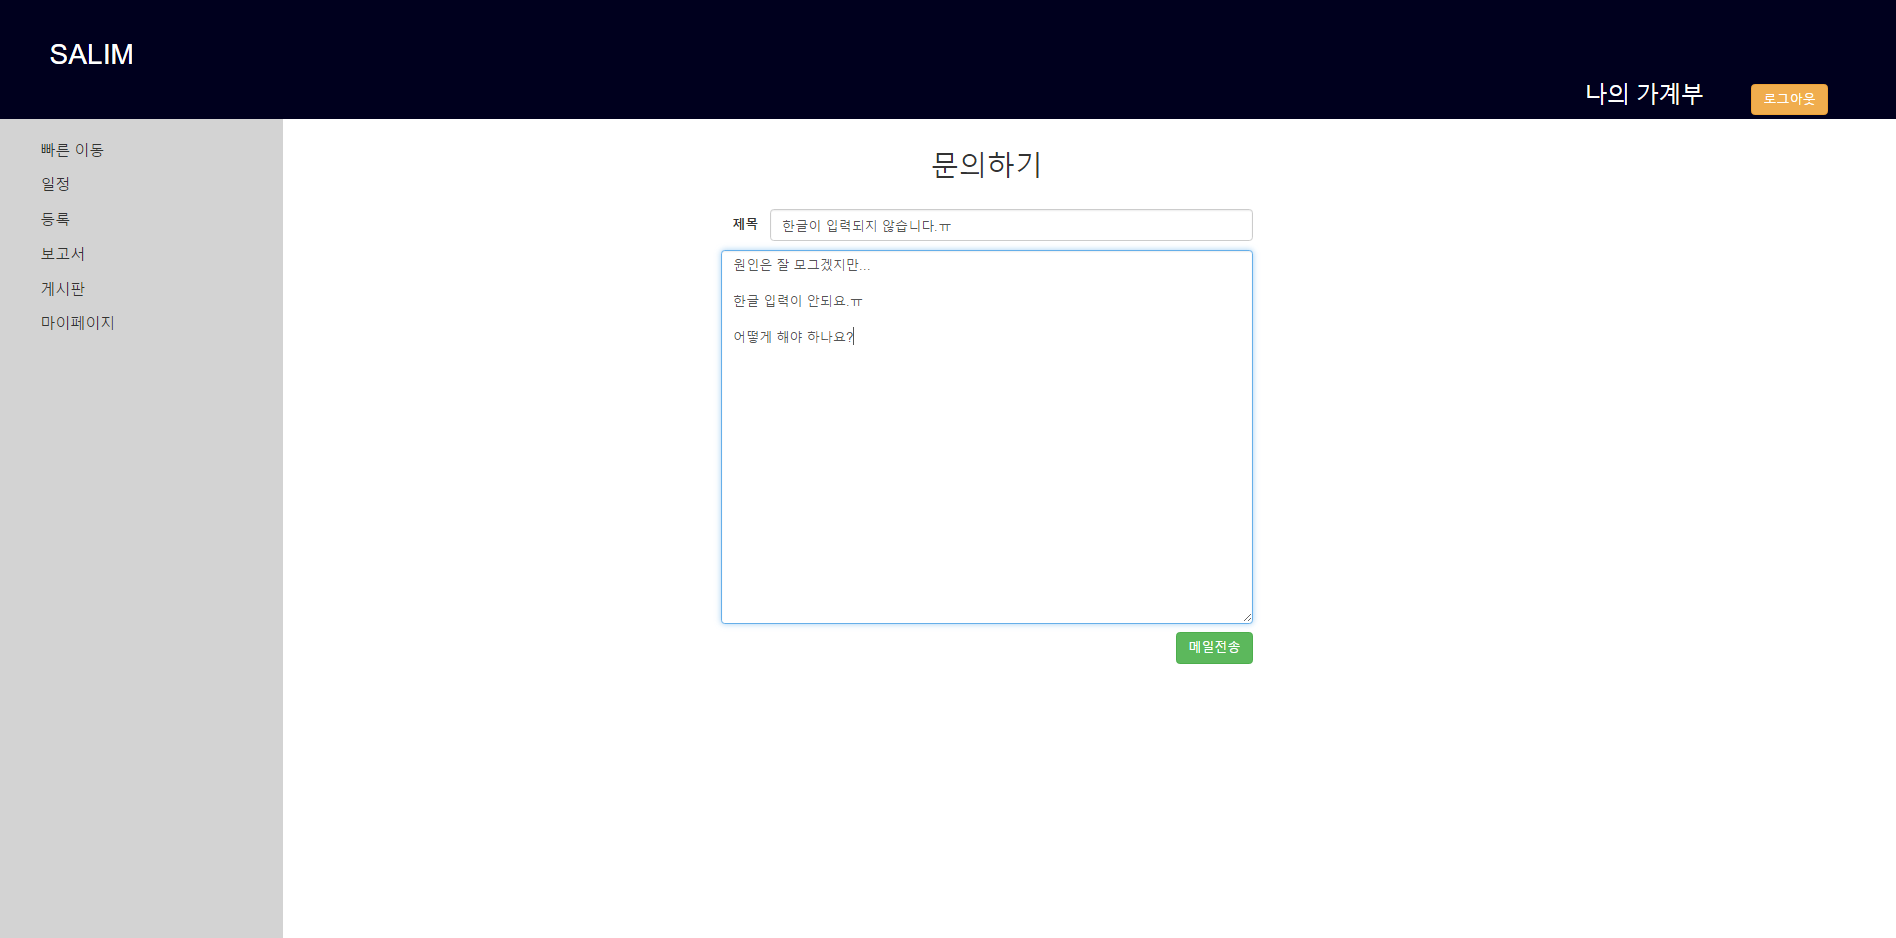 SALIM
나의 가계부
로그아웃
빠른 이동
일정
등록
보고서
게시판
마이페이지
문의하기
제목
한글이 입력되지 않습니다.ㅠ
원인은 잘 모그겠지만...
한글 입력이 안되요.ㅠ
어떻게 해야 하나요?
메일전송